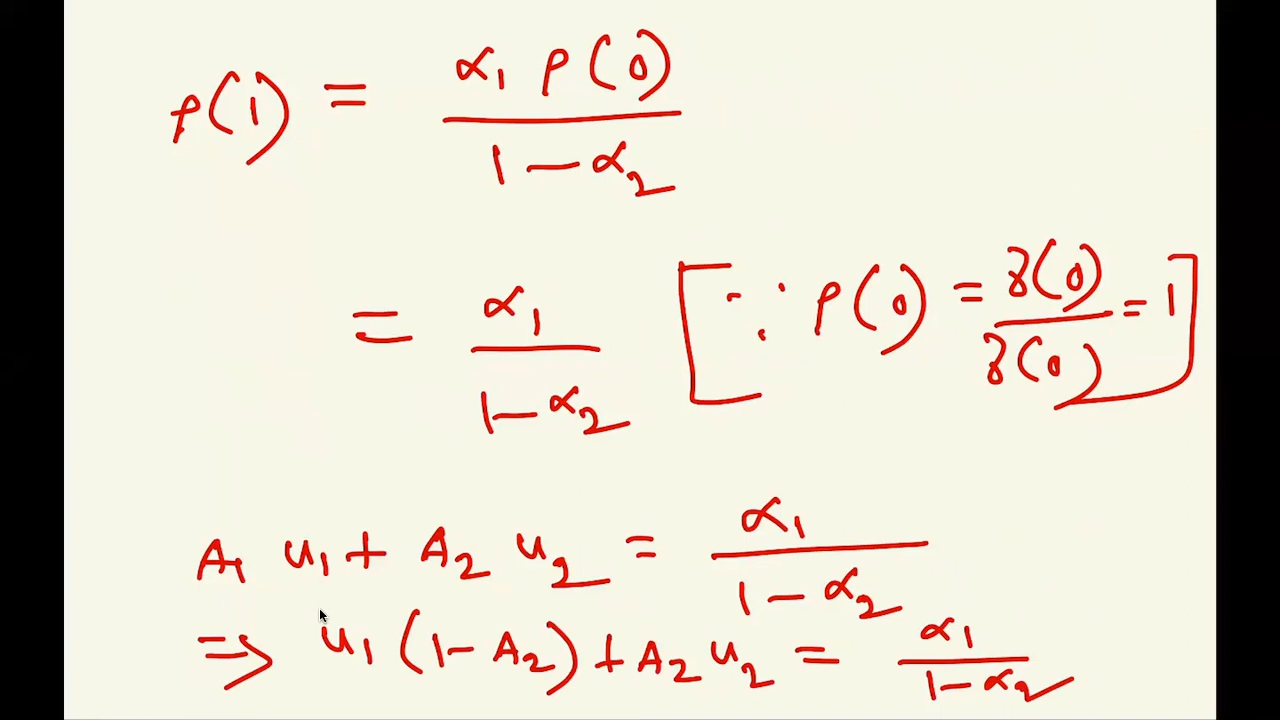 ρ(1) = α₁ ρ(0) / 1 − α₂
= α₁ / 1 − α₂ [∵ ρ(0) = γ(0) / γ(0) = 1]
A₁ u₁ + A₂ u₂ = α₁ / 1 − α₂
⇒ u₁ (1 − A₂) + A₂ u₂ = α₁ / 1 − α₂